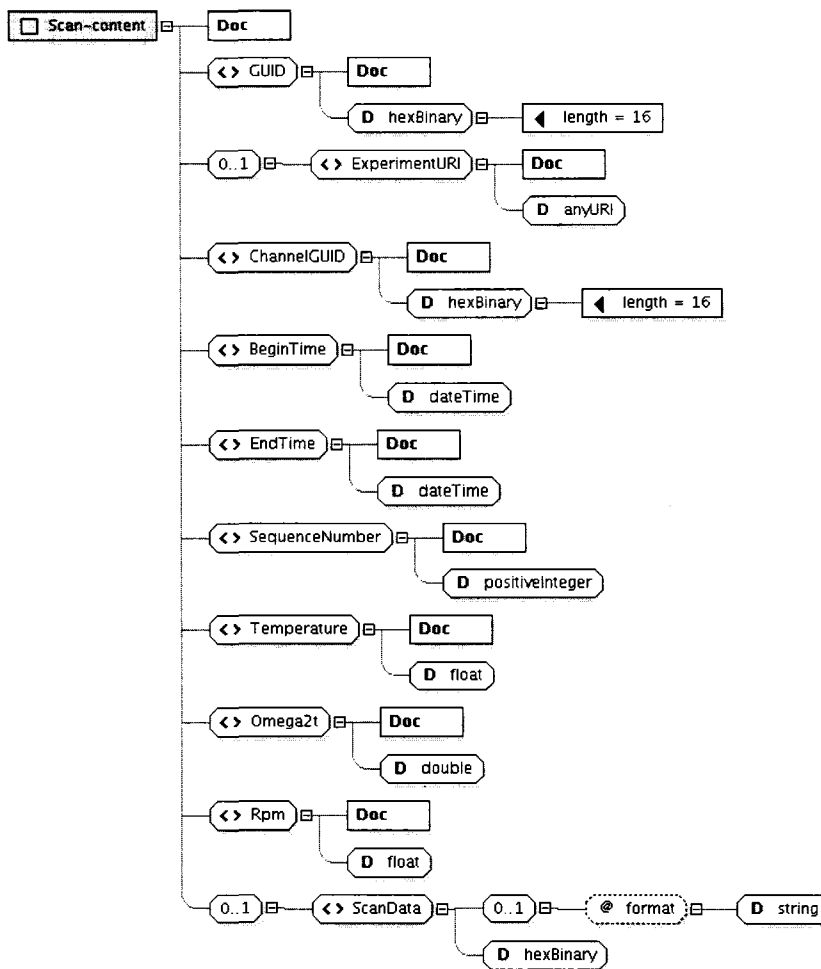 Scan-content Doc
<> GUID Doc
D hexBinary length = 16
0..1 <> ExperimentURI Doc
D anyURI
<> ChannelGUID Doc
D hexBinary length = 16
<> BeginTime Doc
D dateTime
<> EndTime Doc
D dateTime
<> SequenceNumber Doc
D positiveInteger
<> Temperature Doc
D float
<> Omega2t Doc
D double
<> Rpm Doc
D float
0..1 <> ScanData 0..1 @ format D string
D hexBinary